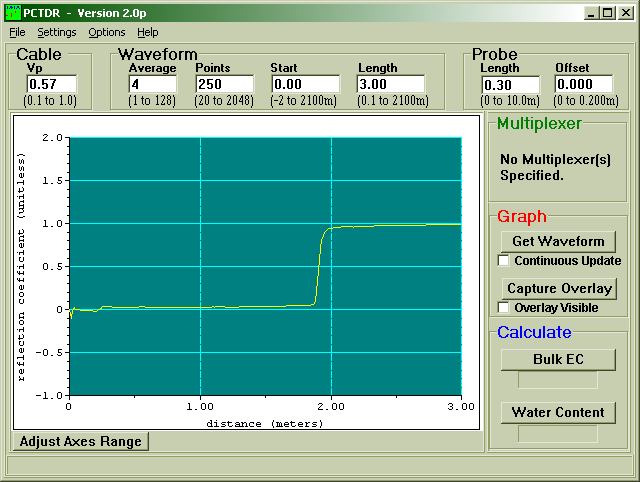 PCTDR - Version 2.0p
File Settings Options Help
Cable
Vp
0.57
(0.1 to 1.0)
Waveform
Average Points Start Length
4 250 0.00 3.00
(1 to 128) (20 to 2048) (-2 to 2100m) (0.1 to 2100m)
Probe
Length Offset
0.30 0.000
(0 to 10.0m) (0 to 0.200m)
reflection coefficient (unitless)
2.0
1.5
1.0
0.5
0
-0.5
-1.0
0 1.00 2.00 3.00
distance (meters)
Adjust Axes Range
Multiplexer
No Multiplexer(s)
Specified.
Graph
Get Waveform
Continuous Update
Capture Overlay
Overlay Visible
Calculate
Bulk EC
Water Content